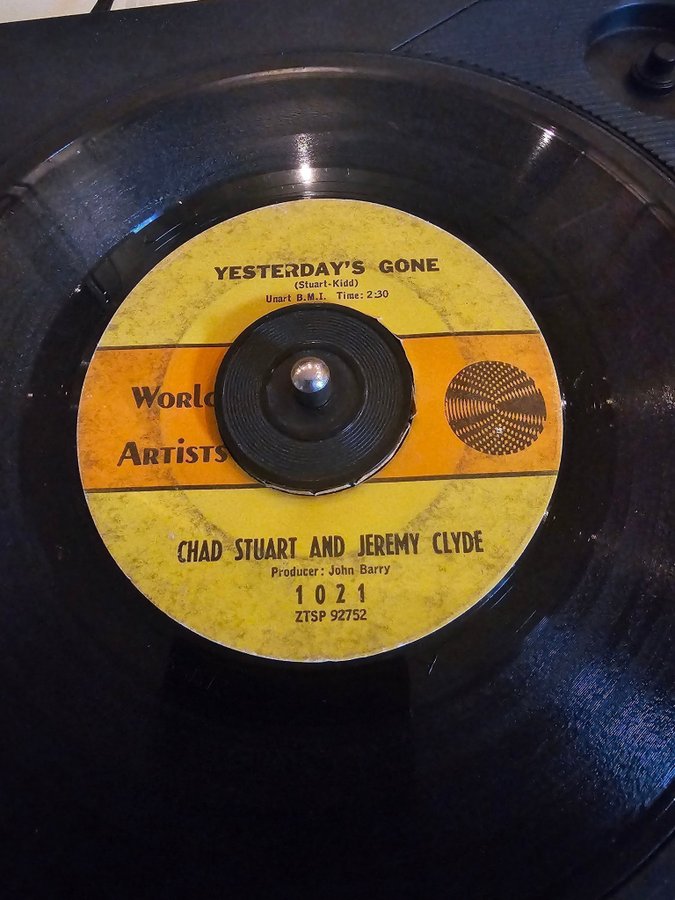 YESTERDAY'S GONE
(Stuart-Kidd)
Unart B.M.I. Time: 2:30
WORLD
ARTISTS
CHAD STUART AND JEREMY CLYDE
Producer: John Barry
1021
ZTSP 92752